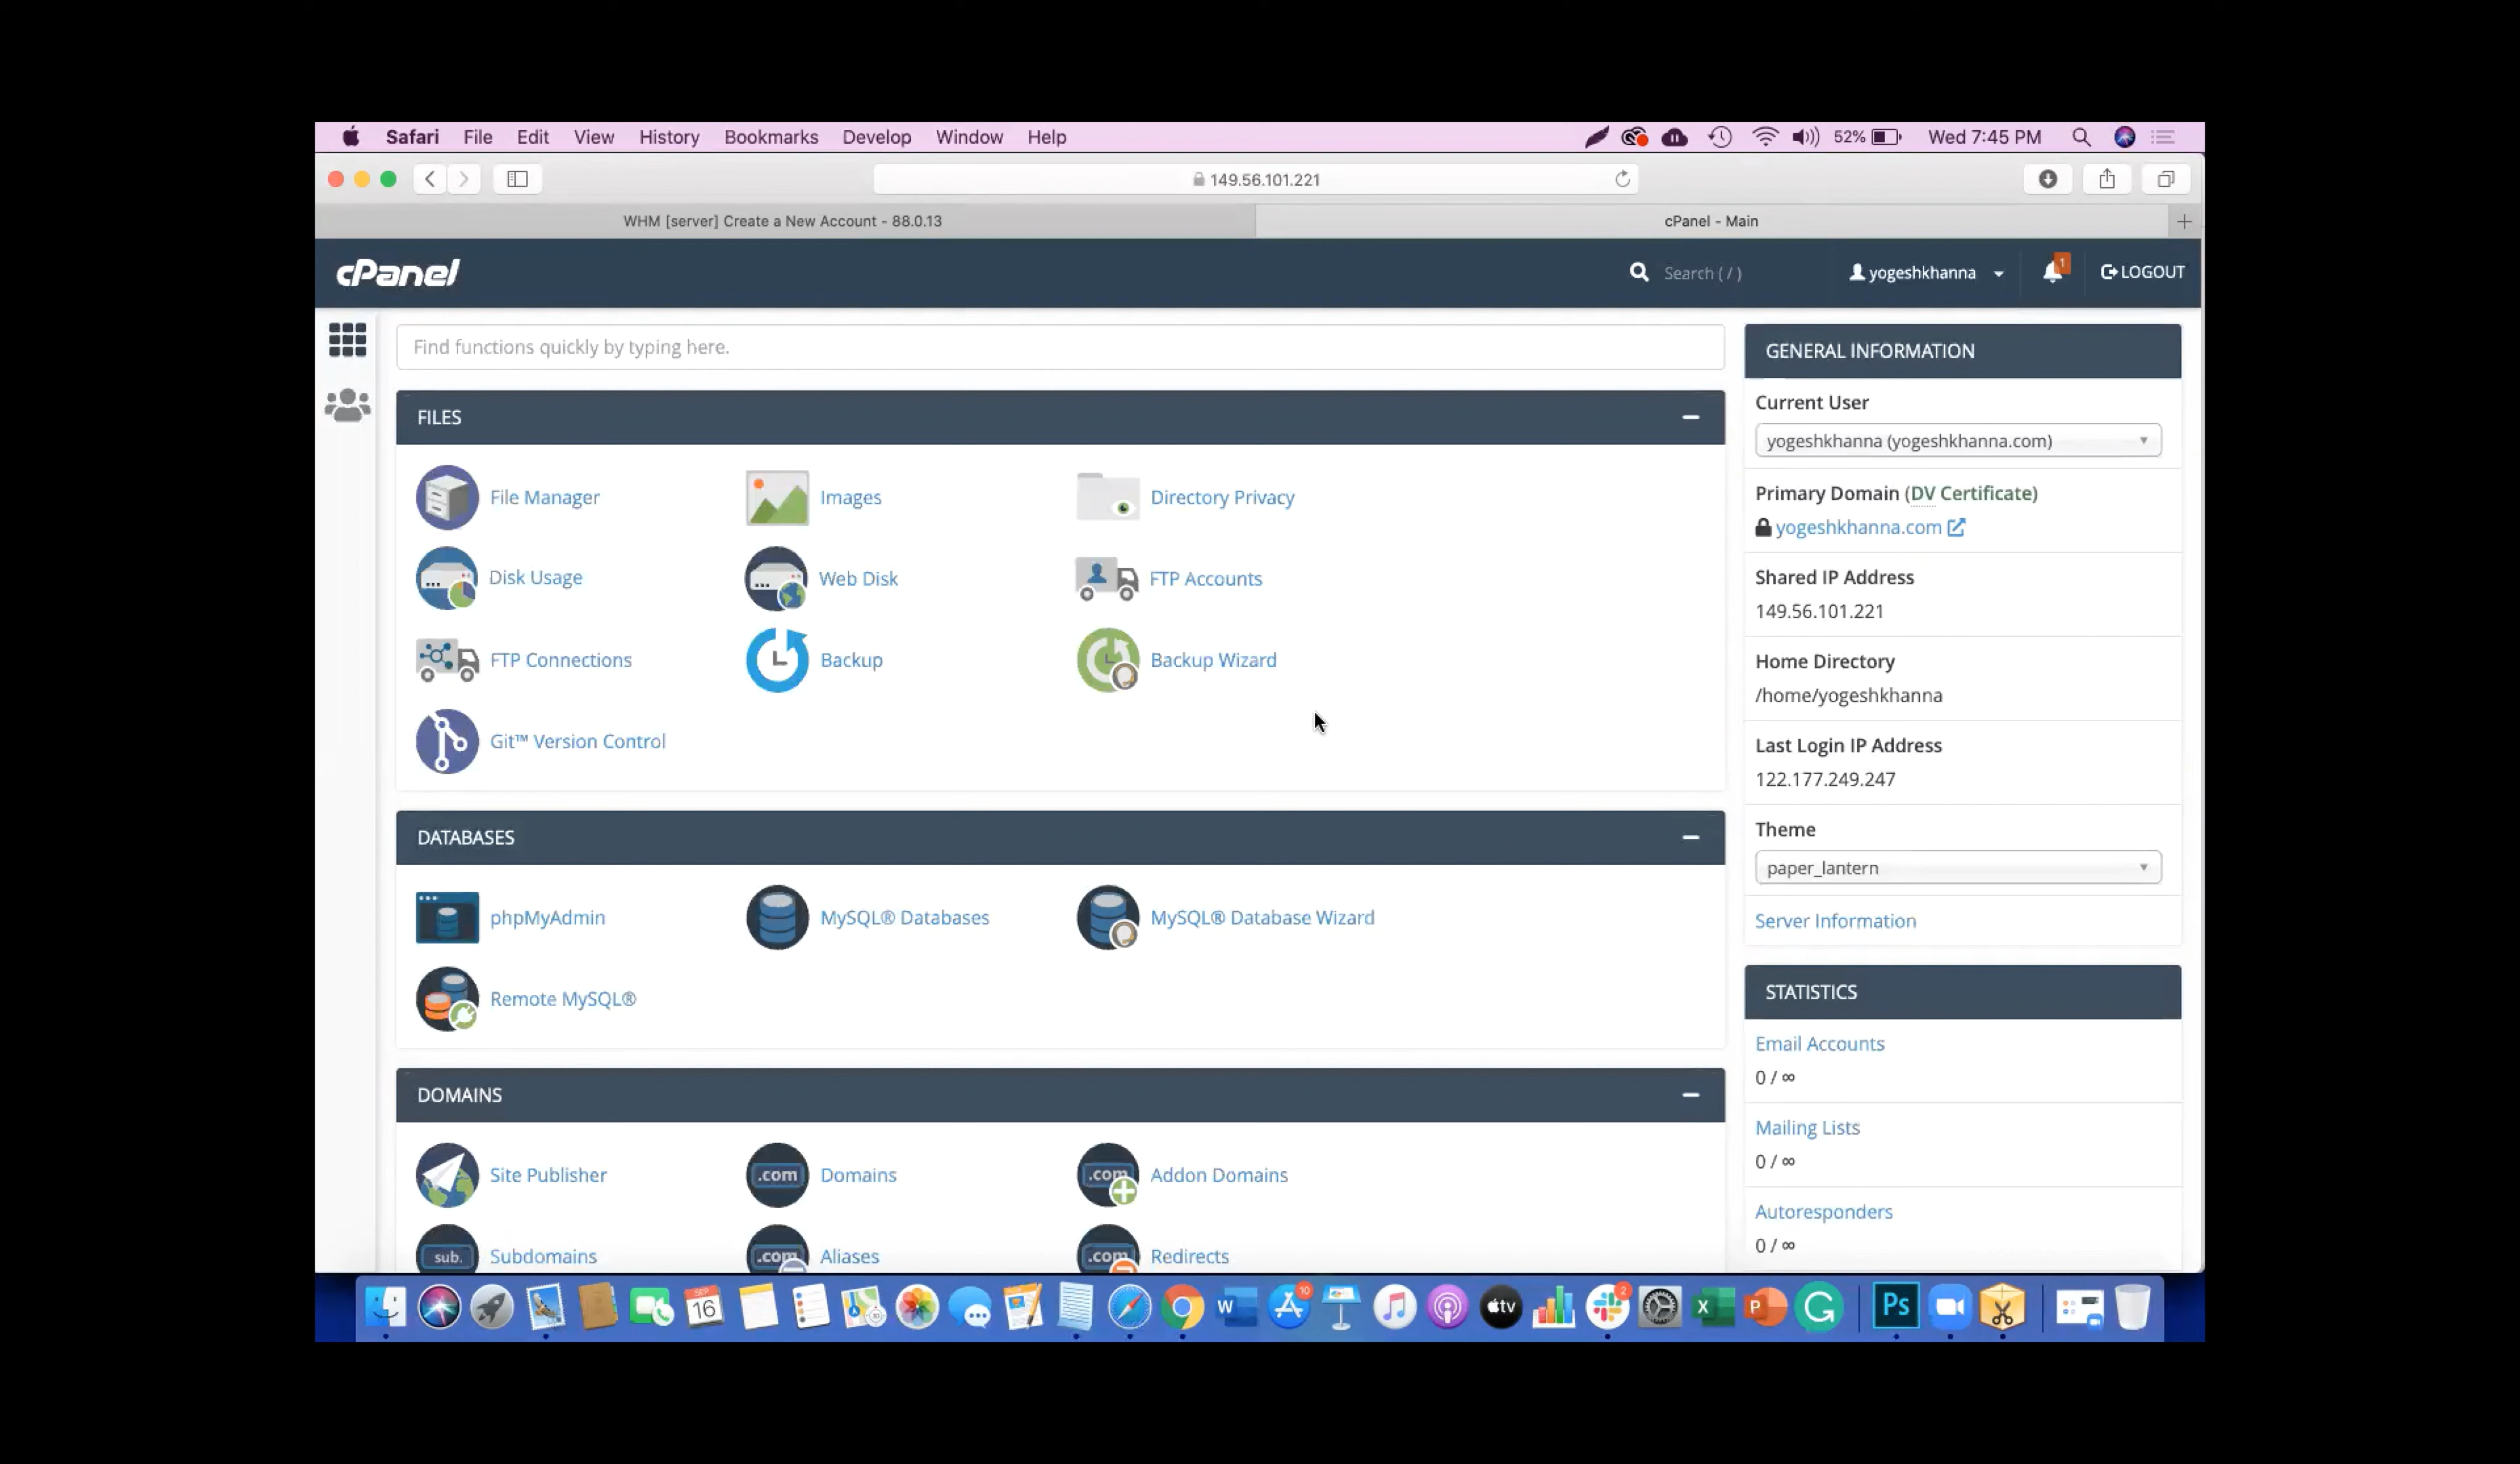 Safari File Edit View History Bookmarks Develop Window Help 52% Wed 7:45 PM
149.56.101.221
WHM [server] Create a New Account - 88.0.13 cPanel - Main
cPanel Search ( / ) yogeshkhanna 1 LOGOUT
Find functions quickly by typing here.
FILES
File Manager Images Directory Privacy
Disk Usage Web Disk FTP Accounts
FTP Connections Backup Backup Wizard
Git™ Version Control
DATABASES
phpMyAdmin MySQL® Databases MySQL® Database Wizard
Remote MySQL®
DOMAINS
Site Publisher .com Domains .com Addon Domains
sub. Subdomains .com Aliases .com Redirects
GENERAL INFORMATION
Current User
yogeshkhanna (yogeshkhanna.com)
Primary Domain (DV Certificate)
yogeshkhanna.com
Shared IP Address
149.56.101.221
Home Directory
/home/yogeshkhanna
Last Login IP Address
122.177.249.247
Theme
paper_lantern
Server Information
STATISTICS
Email Accounts
0 / ∞
Mailing Lists
0 / ∞
Autoresponders
0 / ∞
SEP 16 W 10 tv 2 X P G Ps